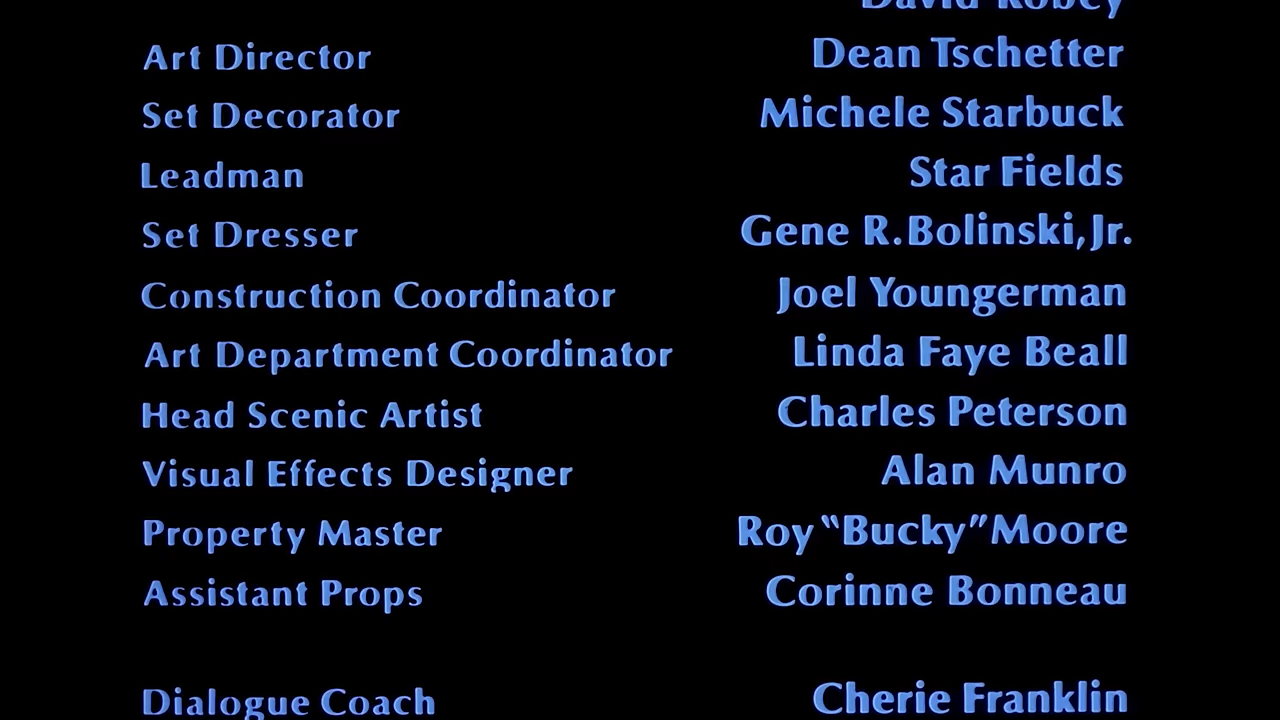 David Robey
Art Director Dean Tschetter
Set Decorator Michele Starbuck
Leadman Star Fields
Set Dresser Gene R. Bolinski, Jr.
Construction Coordinator Joel Youngerman
Art Department Coordinator Linda Faye Beall
Head Scenic Artist Charles Peterson
Visual Effects Designer Alan Munro
Property Master Roy “Bucky” Moore
Assistant Props Corinne Bonneau
Dialogue Coach Cherie Franklin